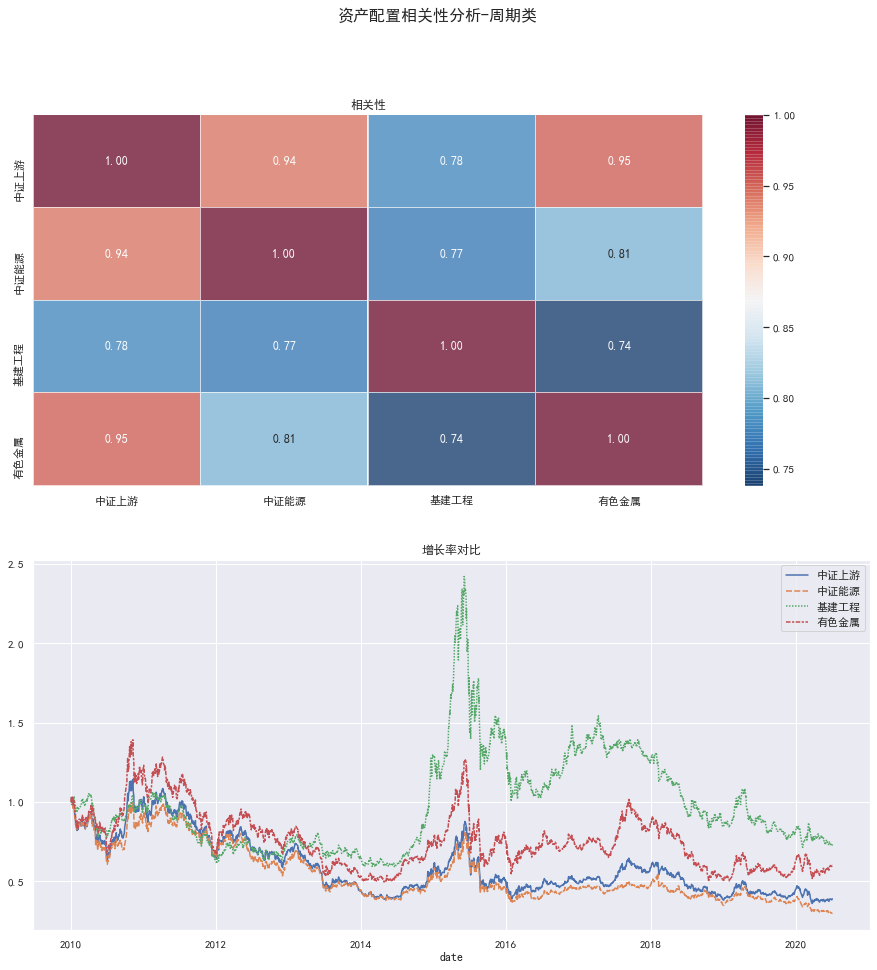 资产配置相关性分析-周期类
相关性
中证上游 1.00 0.94 0.78 0.95
中证能源 0.94 1.00 0.77 0.81
基建工程 0.78 0.77 1.00 0.74
有色金属 0.95 0.81 0.74 1.00
中证上游 中证能源 基建工程 有色金属
1.00
0.95
0.90
0.85
0.80
0.75
增长率对比
中证上游
中证能源
基建工程
有色金属
2.5
2.0
1.5
1.0
0.5
2010 2012 2014 2016 2018 2020
date